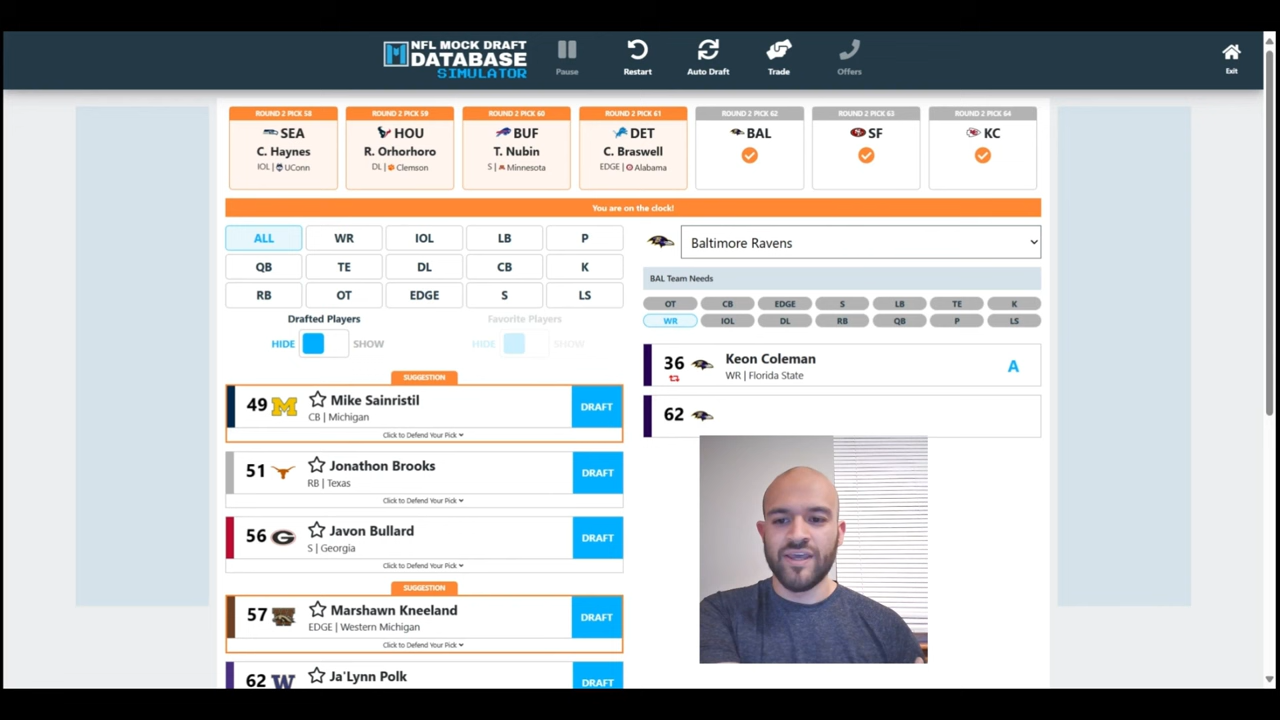 NFL MOCK DRAFT
DATABASE
SIMULATOR
Pause
Restart
Auto Draft
Trade
Offers
Exit
ROUND 2 PICK 58
SEA
C. Haynes
IOL | UConn
ROUND 2 PICK 59
HOU
R. Orhorhoro
DL | Clemson
ROUND 2 PICK 60
BUF
T. Nubin
S | Minnesota
ROUND 2 PICK 61
DET
C. Braswell
EDGE | Alabama
ROUND 2 PICK 62
BAL
ROUND 2 PICK 63
SF
ROUND 2 PICK 64
KC
You are on the clock!
ALL WR IOL LB P
QB TE DL CB K
RB OT EDGE S LS
Drafted Players
HIDE SHOW
Favorite Players
HIDE SHOW
SUGGESTION
49 Mike Sainristil
CB | Michigan
DRAFT
Click to Defend Your Pick
51 Jonathon Brooks
RB | Texas
DRAFT
Click to Defend Your Pick
56 Javon Bullard
S | Georgia
DRAFT
Click to Defend Your Pick
SUGGESTION
57 Marshawn Kneeland
EDGE | Western Michigan
DRAFT
Click to Defend Your Pick
62 Ja'Lynn Polk
DRAFT
Baltimore Ravens
BAL Team Needs
OT CB EDGE S LB TE K
WR IOL DL RB QB P LS
36 Keon Coleman
WR | Florida State
A
62